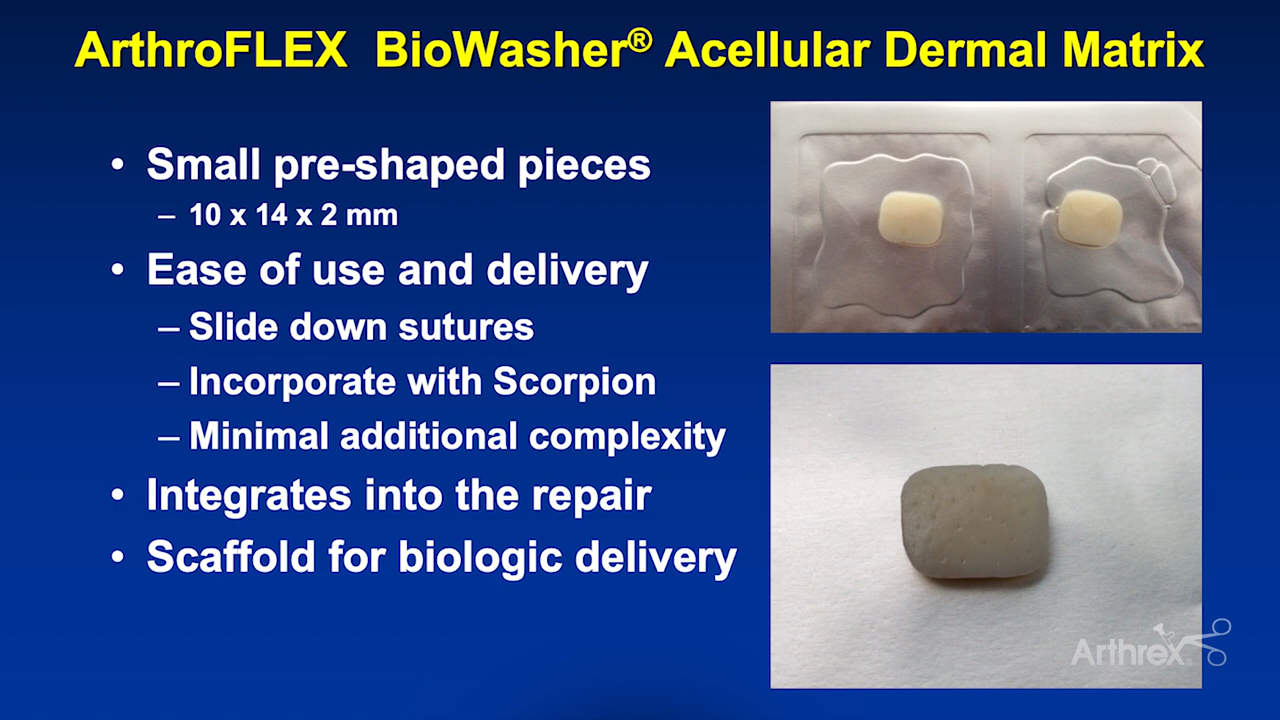 ArthroFLEX BioWasher® Acellular Dermal Matrix
• Small pre-shaped pieces
– 10 x 14 x 2 mm
• Ease of use and delivery
– Slide down sutures
– Incorporate with Scorpion
– Minimal additional complexity
• Integrates into the repair
• Scaffold for biologic delivery
Arthrex